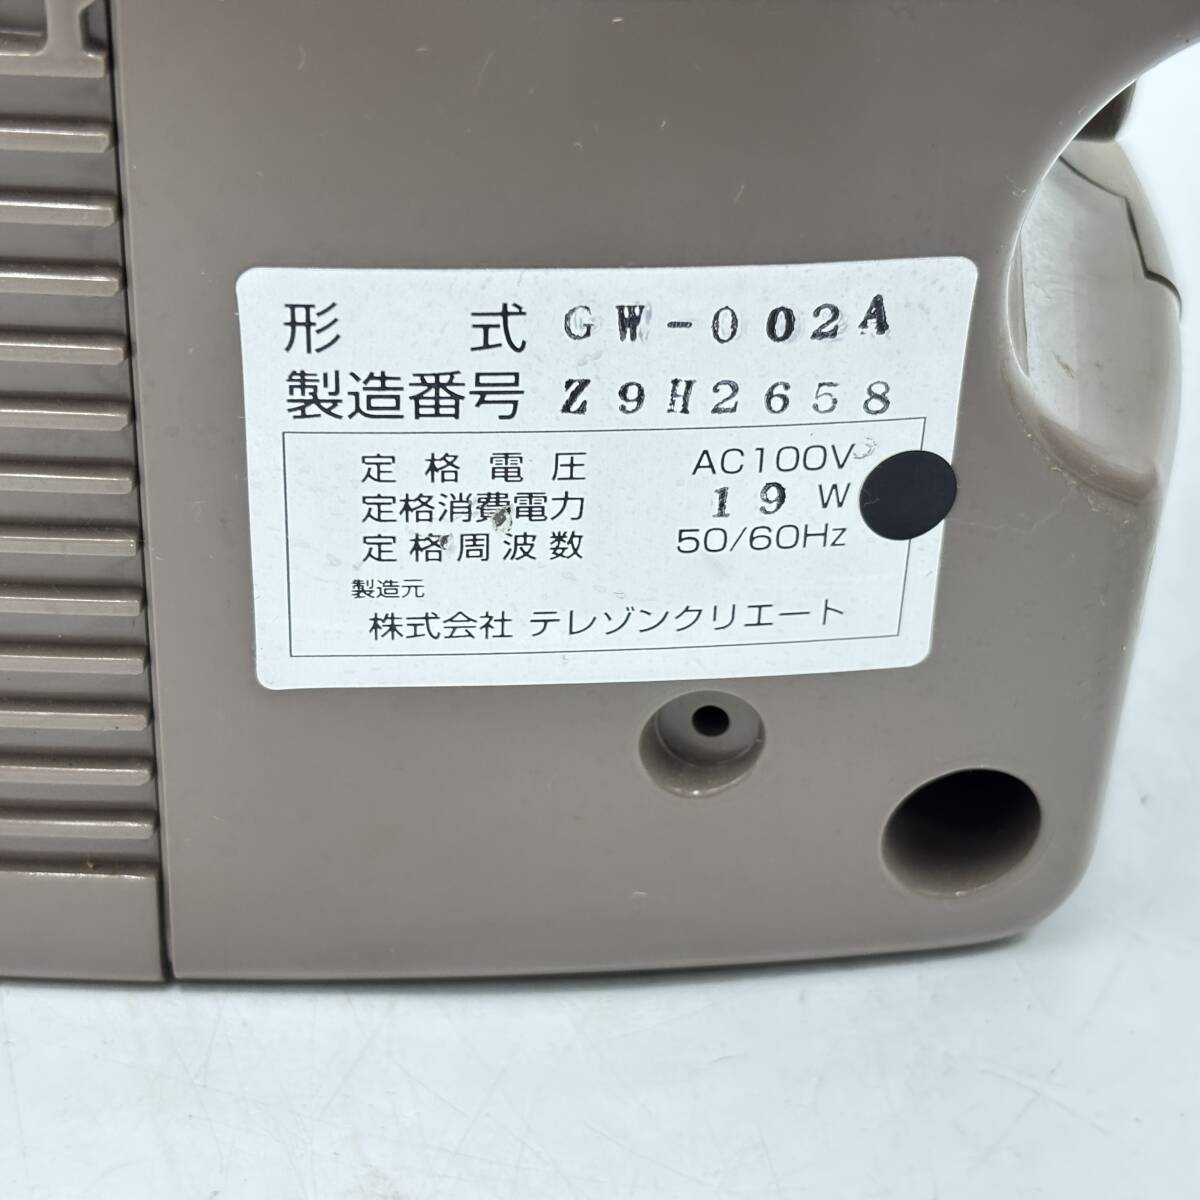 形式 GW-002A
製造番号 Z9H2658
定格電圧 AC100V
定格消費電力 19 W
定格周波数 50/60Hz
製造元
株式会社 テレゾンクリエート